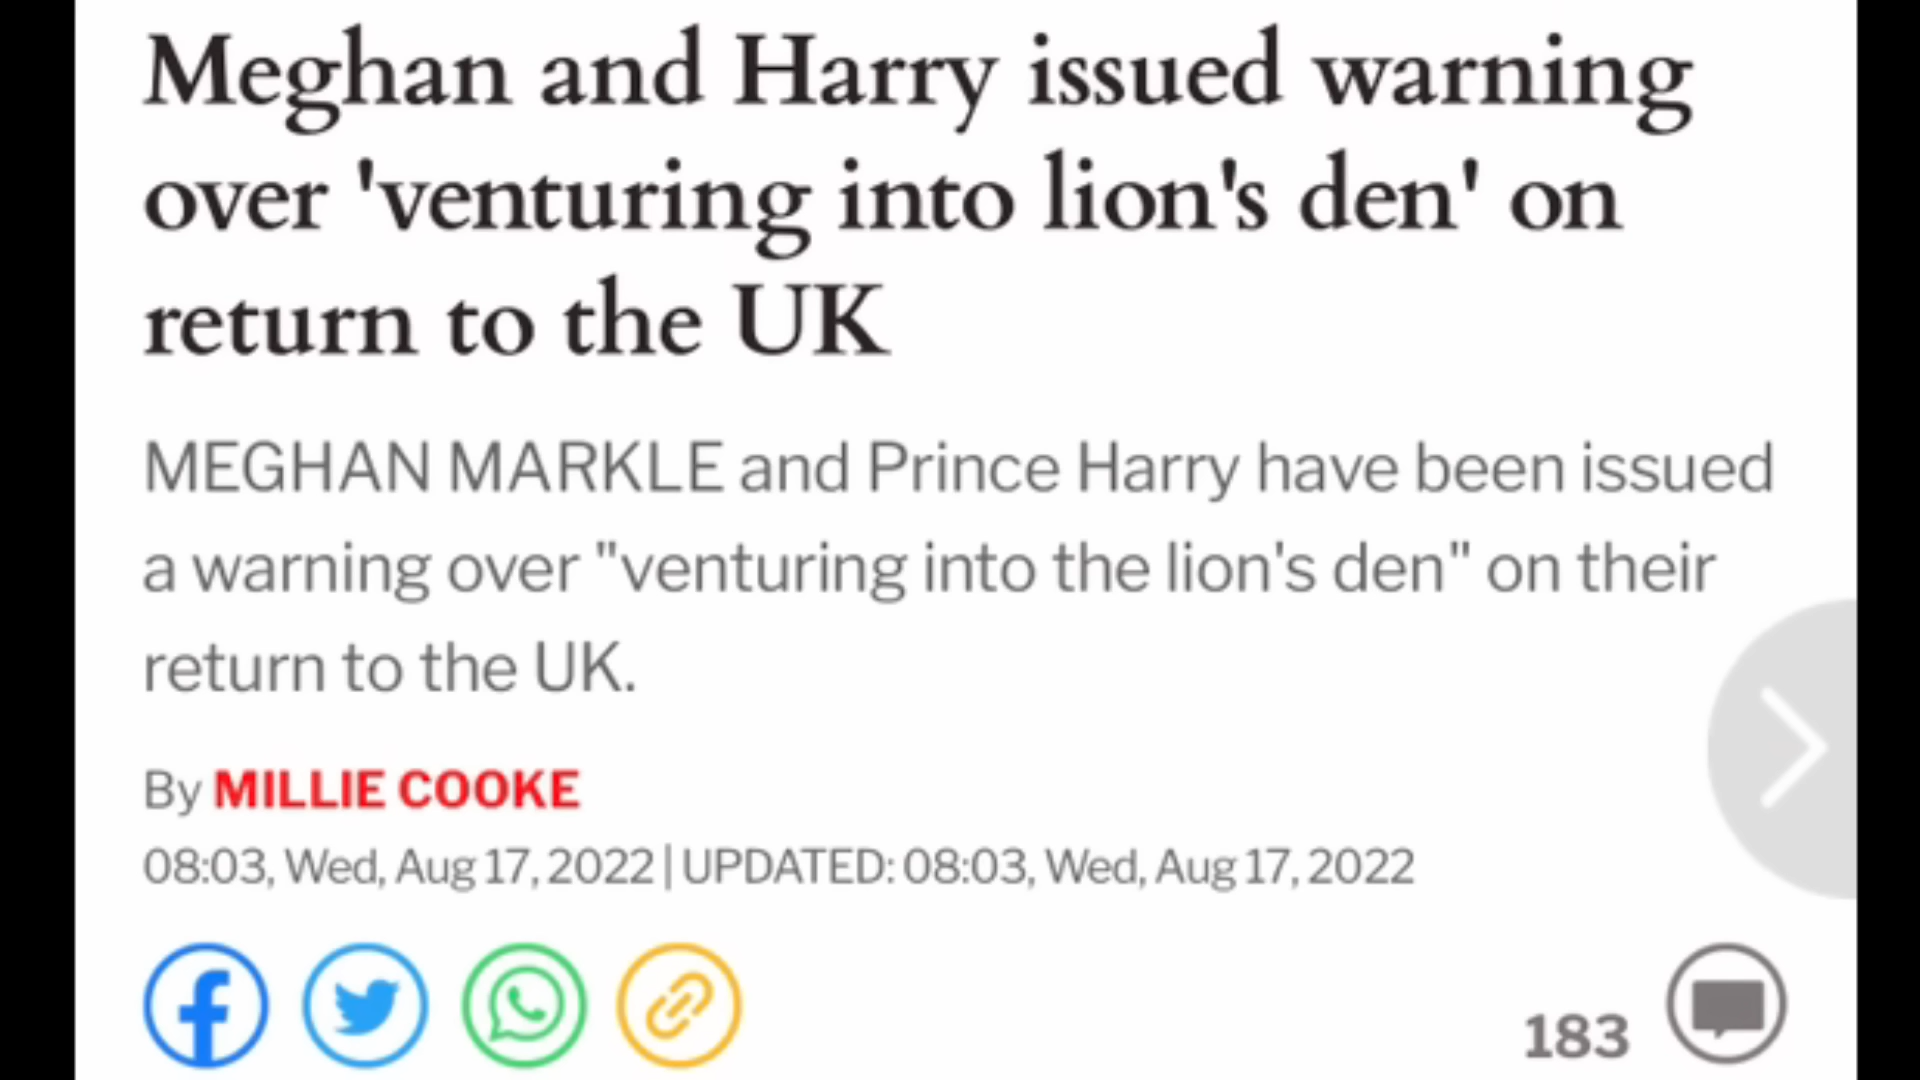 Meghan and Harry issued warning
over 'venturing into lion's den' on
return to the UK
MEGHAN MARKLE and Prince Harry have been issued
a warning over "venturing into the lion's den" on their
return to the UK.
By MILLIE COOKE
08:03, Wed, Aug 17, 2022 | UPDATED: 08:03, Wed, Aug 17, 2022
183